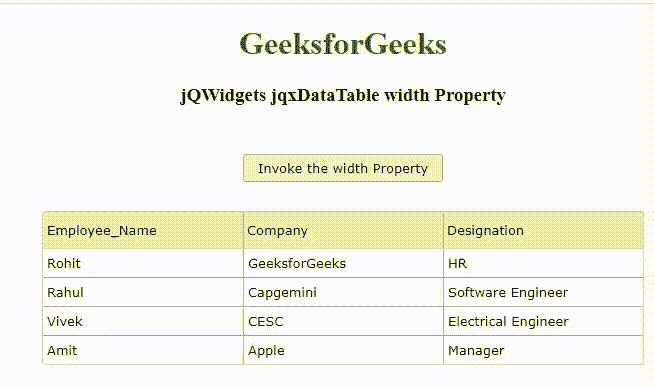 GeeksforGeeks
jQWidgets jqxDataTable width Property
Invoke the width Property
Employee_Name Company Designation
Rohit GeeksforGeeks HR
Rahul Capgemini Software Engineer
Vivek CESC Electrical Engineer
Amit Apple Manager